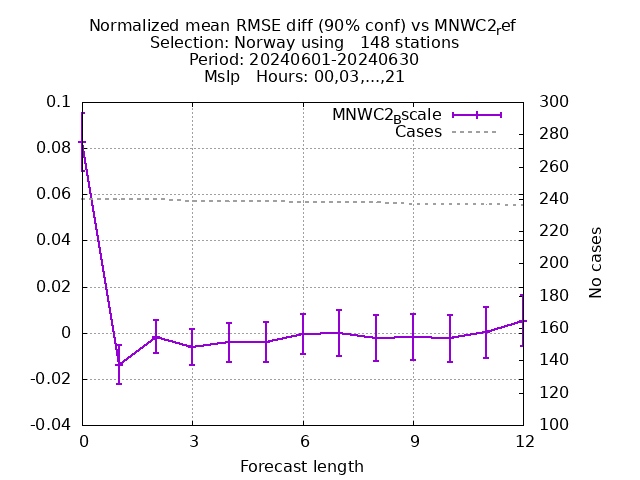 Normalized mean RMSE diff (90% conf) vs MNWC2ref
Selection: Norway using   148 stations
Period: 20240601-20240630
Mslp   Hours: 00,03,...,21
MNWC2Bscale
Cases
0.1
0.08
0.06
0.04
0.02
0
-0.02
-0.04
300
280
260
240
220
200
180
160
140
120
100
No cases
0 3 6 9 12
Forecast length